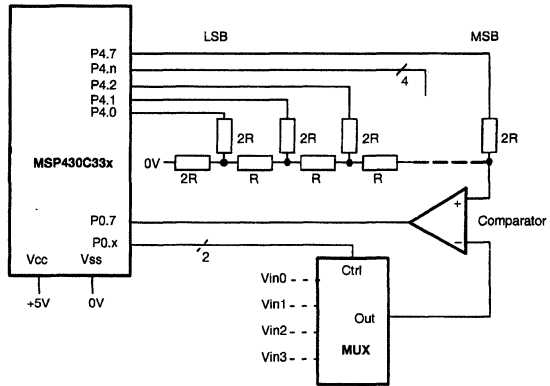 LSB MSB
P4.7
P4.n
4
P4.2
P4.1
P4.0
2R 2R 2R 2R
MSP430C33x
0V
2R R R R
+
P0.7
Comparator
P0.x
−
2
Vcc Vss
Ctrl
+5V 0V
Vin0
Vin1
Out
Vin2
Vin3
MUX